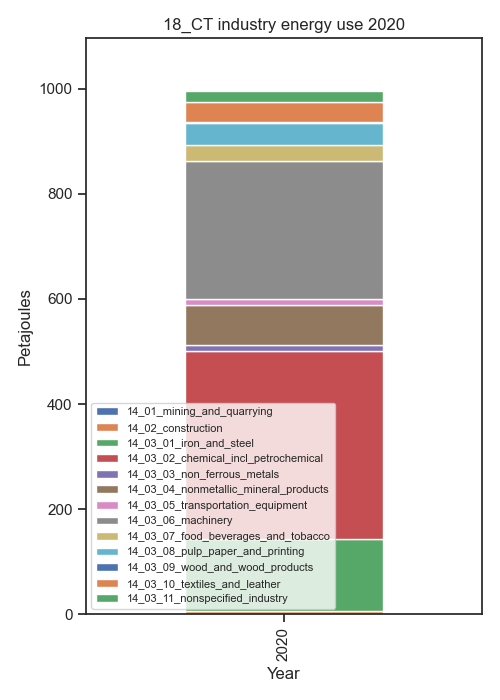 18_CT industry energy use 2020
1000
800
600
400
200
0
Petajoules
14_01_mining_and_quarrying
14_02_construction
14_03_01_iron_and_steel
14_03_02_chemical_incl_petrochemical
14_03_03_non_ferrous_metals
14_03_04_nonmetallic_mineral_products
14_03_05_transportation_equipment
14_03_06_machinery
14_03_07_food_beverages_and_tobacco
14_03_08_pulp_paper_and_printing
14_03_09_wood_and_wood_products
14_03_10_textiles_and_leather
14_03_11_nonspecified_industry
2020
Year